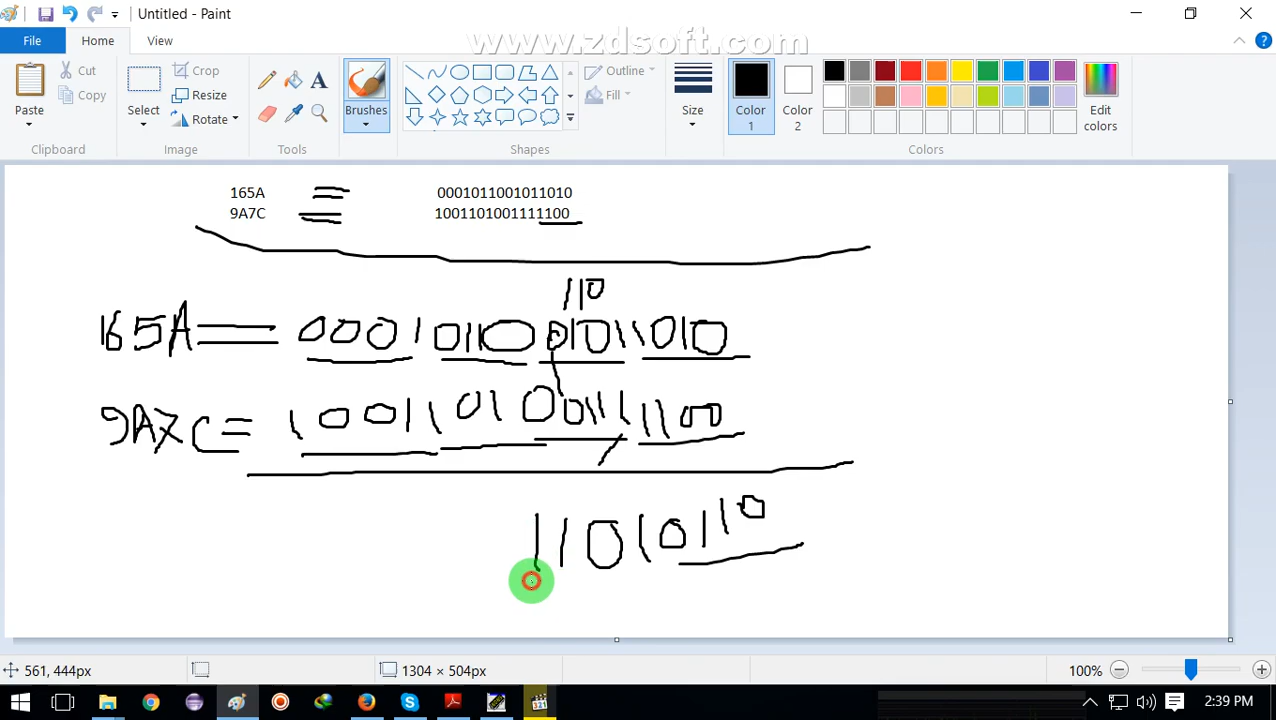 Untitled - Paint
www.zdsoft.com
File
Home
View
Paste
Cut
Copy
Clipboard
Select
Crop
Resize
Rotate
Image
Tools
Brushes
Outline
Fill
Shapes
Size
Color 1
Color 2
Edit colors
Colors
165A = 0001011001011010
9A7C = 1001101001111100
110
165A = 0001011001011010
9A7C = 1001101001111100
11010110
561, 444px
1304 × 504px
100%
2:39 PM